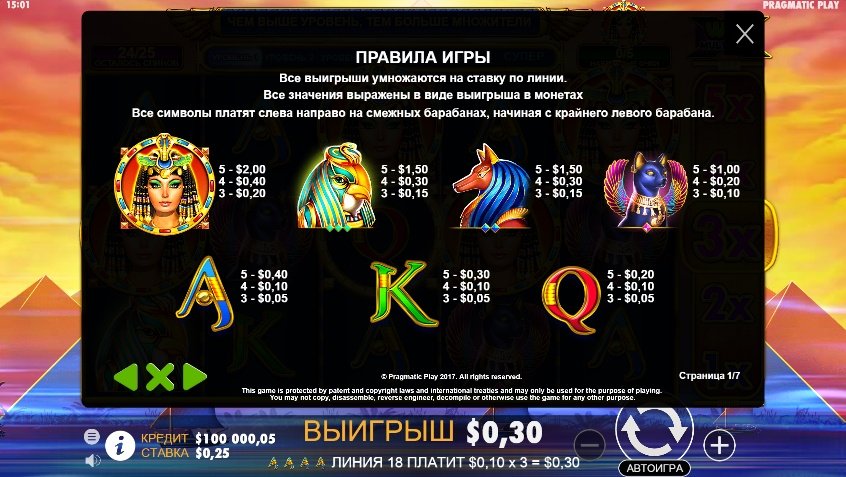 15:01
PRAGMATIC PLAY
ЧЕМ ВЫШЕ УРОВЕНЬ, ТЕМ БОЛЬШЕ МНОЖИТЕЛИ
24/25
ПРАВИЛА ИГРЫ
Все выигрыши умножаются на ставку по линии.
Все значения выражены в виде выигрыша в монетах
Все символы платят слева направо на смежных барабанах, начиная с крайнего левого барабана.
5 - $2,00
4 - $0,40
3 - $0,20
5 - $1,50
4 - $0,30
3 - $0,15
5 - $1,50
4 - $0,30
3 - $0,15
5 - $1,00
4 - $0,20
3 - $0,10
A
5 - $0,40
4 - $0,10
3 - $0,05
K
5 - $0,30
4 - $0,10
3 - $0,05
Q
5 - $0,20
4 - $0,10
3 - $0,05
5x
3x
2x
1x
© Pragmatic Play 2017. All rights reserved.
Страница 1/7
This game is protected by patent and copyright laws and international treaties and may only be used for the purpose of playing.
You may not copy, disassemble, reverse engineer, decompile or otherwise use the game for any other purpose.
КРЕДИТ $100 000,05
СТАВКА $0,25
ВЫИГРЫШ $0,30
A A A A ЛИНИЯ 18 ПЛАТИТ $0,10 x 3 = $0,30
АВТОИГРА